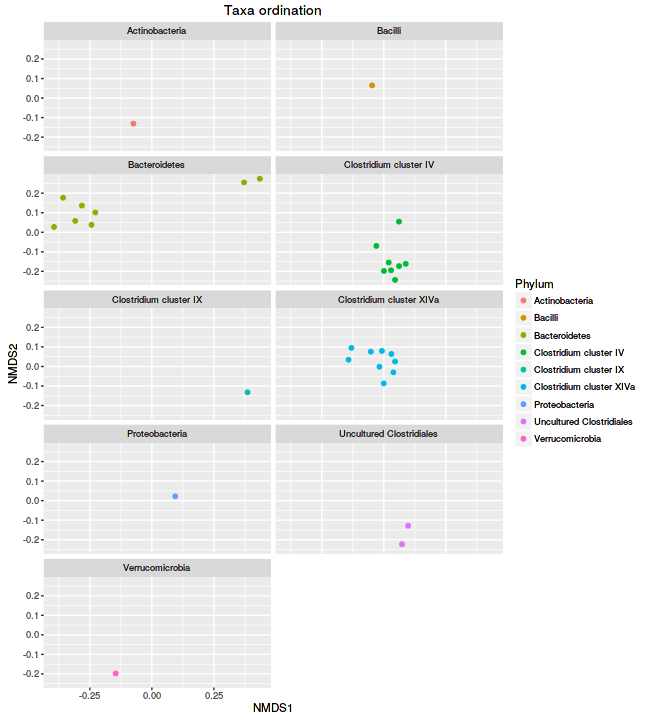 Taxa ordination
Actinobacteria
Bacilli
0.2
0.1
0.0
-0.1
-0.2
Bacteroidetes
Clostridium cluster IV
0.2
0.1
0.0
-0.1
-0.2
Clostridium cluster IX
Clostridium cluster XIVa
0.2
0.1
0.0
-0.1
-0.2
Proteobacteria
Uncultured Clostridiales
0.2
0.1
0.0
-0.1
-0.2
Verrucomicrobia
0.2
0.1
0.0
-0.1
-0.2
-0.25 0.00 0.25
NMDS1
NMDS2
Phylum
Actinobacteria
Bacilli
Bacteroidetes
Clostridium cluster IV
Clostridium cluster IX
Clostridium cluster XIVa
Proteobacteria
Uncultured Clostridiales
Verrucomicrobia